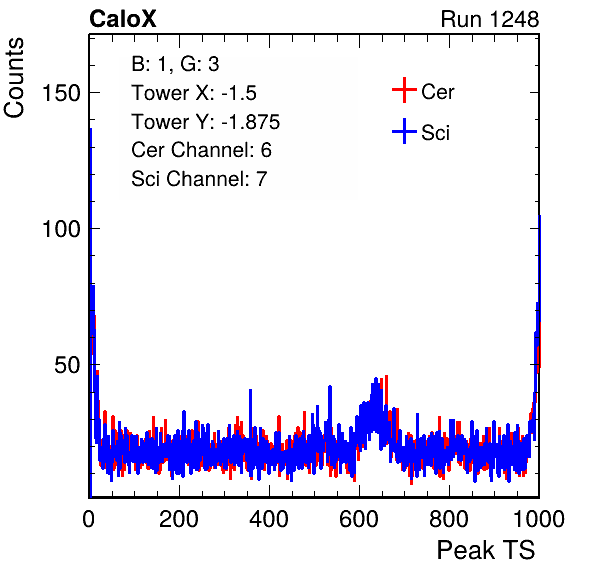 CaloX Run 1248
Counts
B: 1, G: 3
Tower X: -1.5
Tower Y: -1.875
Cer Channel: 6
Sci Channel: 7
Cer
Sci
150
100
50
0 200 400 600 800 1000
Peak TS